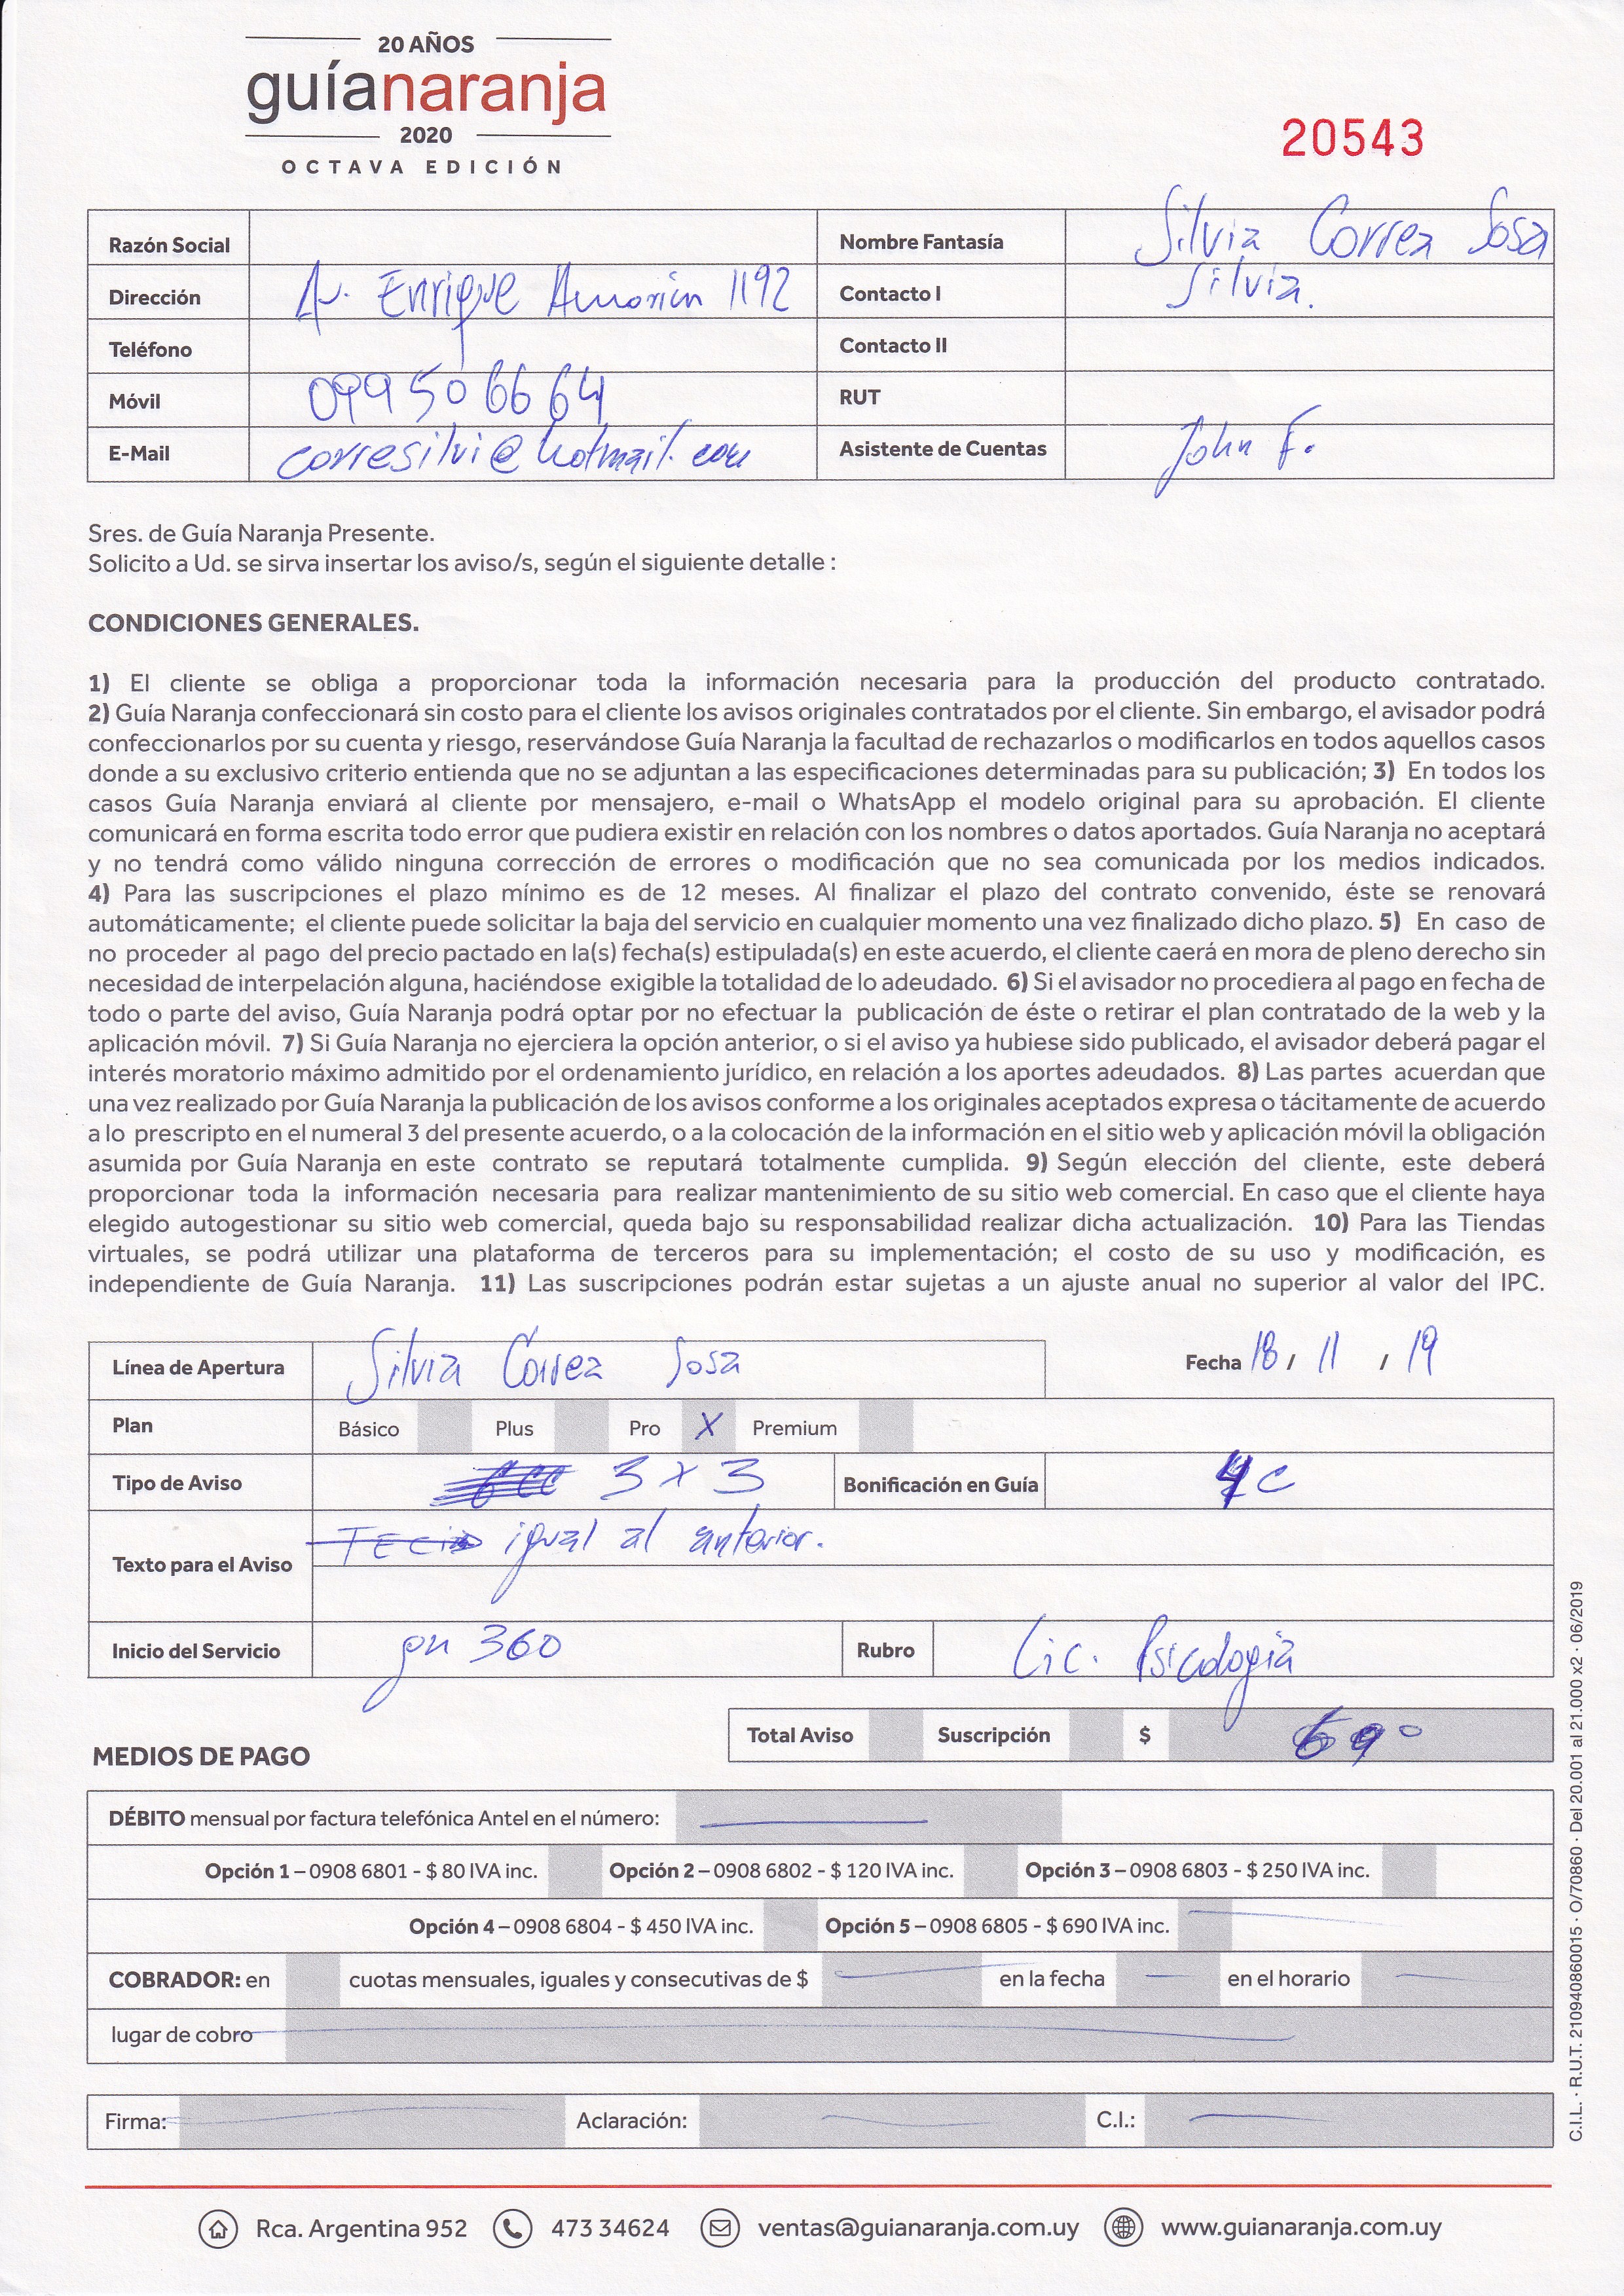 20 AÑOS
guíanaranja
2020
OCTAVA EDICIÓN
20543
Razón Social
Nombre Fantasía Silvia Correa Sosa
Dirección Av. Enrique Amorín 1192
Contacto I Silvia.
Teléfono
Contacto II
Móvil 099 50 66 64
RUT
E-Mail corresilvi@hotmail.com
Asistente de Cuentas John F.
Sres. de Guía Naranja Presente.
Solicito a Ud. se sirva insertar los aviso/s, según el siguiente detalle :
CONDICIONES GENERALES.
1) El cliente se obliga a proporcionar toda la información necesaria para la producción del producto contratado.
2) Guía Naranja confeccionará sin costo para el cliente los avisos originales contratados por el cliente. Sin embargo, el avisador podrá
confeccionarlos por su cuenta y riesgo, reservándose Guía Naranja la facultad de rechazarlos o modificarlos en todos aquellos casos
donde a su exclusivo criterio entienda que no se adjuntan a las especificaciones determinadas para su publicación; 3) En todos los
casos Guía Naranja enviará al cliente por mensajero, e-mail o WhatsApp el modelo original para su aprobación. El cliente
comunicará en forma escrita todo error que pudiera existir en relación con los nombres o datos aportados. Guía Naranja no aceptará
y no tendrá como válido ninguna corrección de errores o modificación que no sea comunicada por los medios indicados.
4) Para las suscripciones el plazo mínimo es de 12 meses. Al finalizar el plazo del contrato convenido, éste se renovará
automáticamente; el cliente puede solicitar la baja del servicio en cualquier momento una vez finalizado dicho plazo. 5) En caso de
no proceder al pago del precio pactado en la(s) fecha(s) estipulada(s) en este acuerdo, el cliente caerá en mora de pleno derecho sin
necesidad de interpelación alguna, haciéndose exigible la totalidad de lo adeudado. 6) Si el avisador no procediera al pago en fecha de
todo o parte del aviso, Guía Naranja podrá optar por no efectuar la publicación de éste o retirar el plan contratado de la web y la
aplicación móvil. 7) Si Guía Naranja no ejerciera la opción anterior, o si el aviso ya hubiese sido publicado, el avisador deberá pagar el
interés moratorio máximo admitido por el ordenamiento jurídico, en relación a los aportes adeudados. 8) Las partes acuerdan que
una vez realizado por Guía Naranja la publicación de los avisos conforme a los originales aceptados expresa o tácitamente de acuerdo
a lo prescripto en el numeral 3 del presente acuerdo, o a la colocación de la información en el sitio web y aplicación móvil la obligación
asumida por Guía Naranja en este contrato se reputará totalmente cumplida. 9) Según elección del cliente, este deberá
proporcionar toda la información necesaria para realizar mantenimiento de su sitio web comercial. En caso que el cliente haya
elegido autogestionar su sitio web comercial, queda bajo su responsabilidad realizar dicha actualización. 10) Para las Tiendas
virtuales, se podrá utilizar una plataforma de terceros para su implementación; el costo de su uso y modificación, es
independiente de Guía Naranja. 11) Las suscripciones podrán estar sujetas a un ajuste anual no superior al valor del IPC.
Línea de Apertura Silvia Correa Sosa
Fecha 18 / 11 / 19
Plan Básico Plus Pro X Premium
Tipo de Aviso 3 x 3
Bonificación en Guía 4c
Texto para el Aviso igual al anterior.
Inicio del Servicio gn 360
Rubro Lic. Psicología
Total Aviso Suscripción $ 690
MEDIOS DE PAGO
DÉBITO mensual por factura telefónica Antel en el número:
Opción 1 – 0908 6801 - $ 80 IVA inc. Opción 2 – 0908 6802 - $ 120 IVA inc. Opción 3 – 0908 6803 - $ 250 IVA inc.
Opción 4 – 0908 6804 - $ 450 IVA inc. Opción 5 – 0908 6805 - $ 690 IVA inc.
COBRADOR: en cuotas mensuales, iguales y consecutivas de $ en la fecha en el horario
lugar de cobro
Firma: Aclaración: C.I.:
Rca. Argentina 952 473 34624 ventas@guianaranja.com.uy www.guianaranja.com.uy
C.I.L. · R.U.T. 210940860015 · O/70860 · Del 20.001 al 21.000 x2 · 06/2019